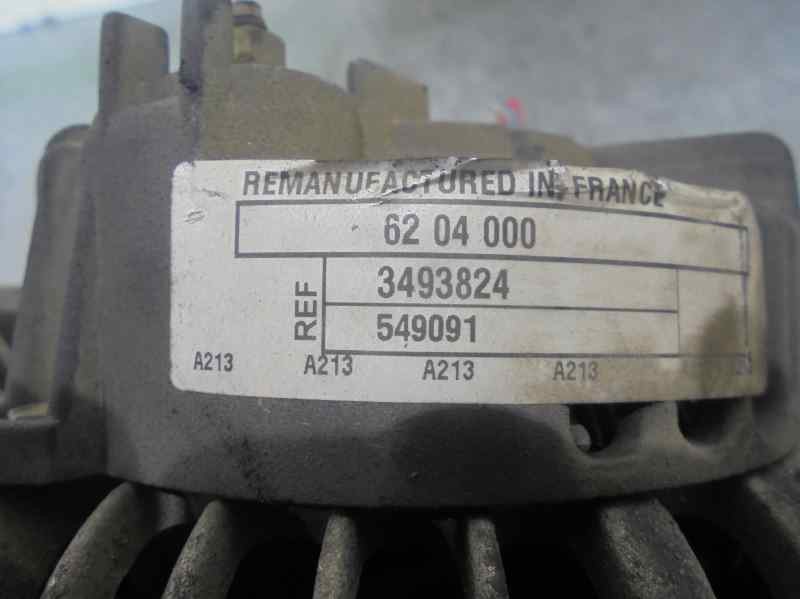 REMANUFACTURED IN FRANCE
62 04 000
REF
3493824
549091
A213 A213 A213 A213